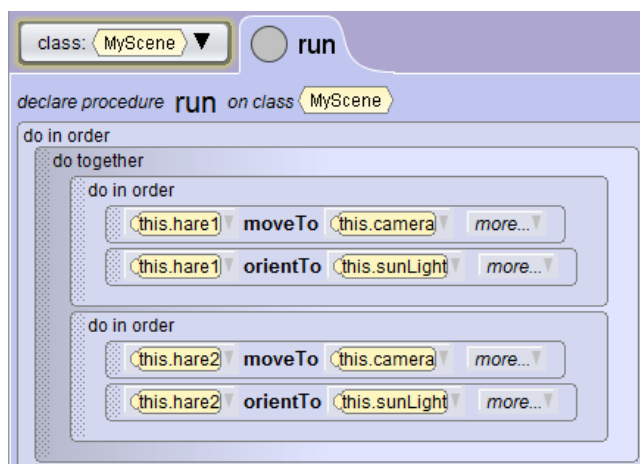 class: MyScene run
declare procedure run on class MyScene
do in order
do together
do in order
this.hare1 moveTo this.camera more...
this.hare1 orientTo this.sunLight more...
do in order
this.hare2 moveTo this.camera more...
this.hare2 orientTo this.sunLight more...